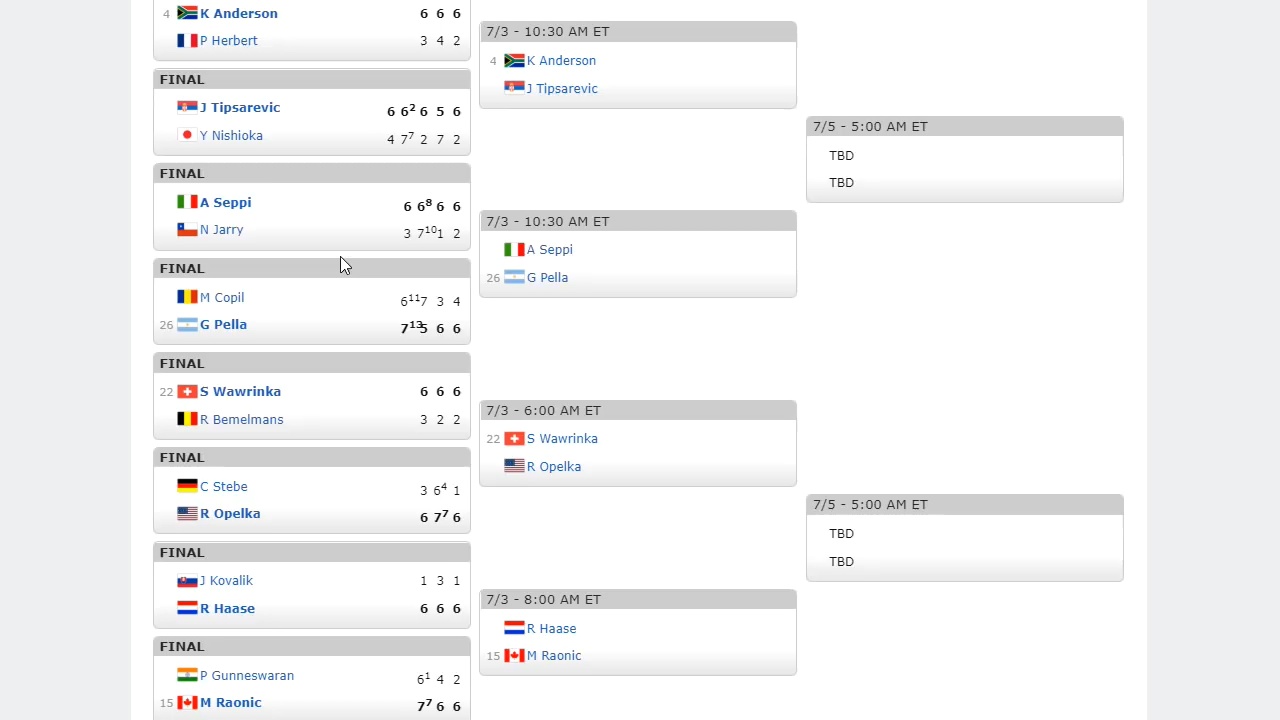 4 K Anderson 6 6 6
P Herbert 3 4 2
FINAL
J Tipsarevic 6 6² 6 5 6
Y Nishioka 4 7⁷ 2 7 2
FINAL
A Seppi 6 6⁸ 6 6
N Jarry 3 7¹⁰ 1 2
FINAL
M Copil 6¹¹ 7 3 4
26 G Pella 7¹³ 5 6 6
FINAL
22 S Wawrinka 6 6 6
R Bemelmans 3 2 2
FINAL
C Stebe 3 6⁴ 1
R Opelka 6 7⁷ 6
FINAL
J Kovalik 1 3 1
R Haase 6 6 6
FINAL
P Gunneswaran 6¹ 4 2
15 M Raonic 7⁷ 6 6
7/3 - 10:30 AM ET
4 K Anderson
J Tipsarevic
7/3 - 10:30 AM ET
A Seppi
26 G Pella
7/3 - 6:00 AM ET
22 S Wawrinka
R Opelka
7/3 - 8:00 AM ET
R Haase
15 M Raonic
7/5 - 5:00 AM ET
TBD
TBD
7/5 - 5:00 AM ET
TBD
TBD